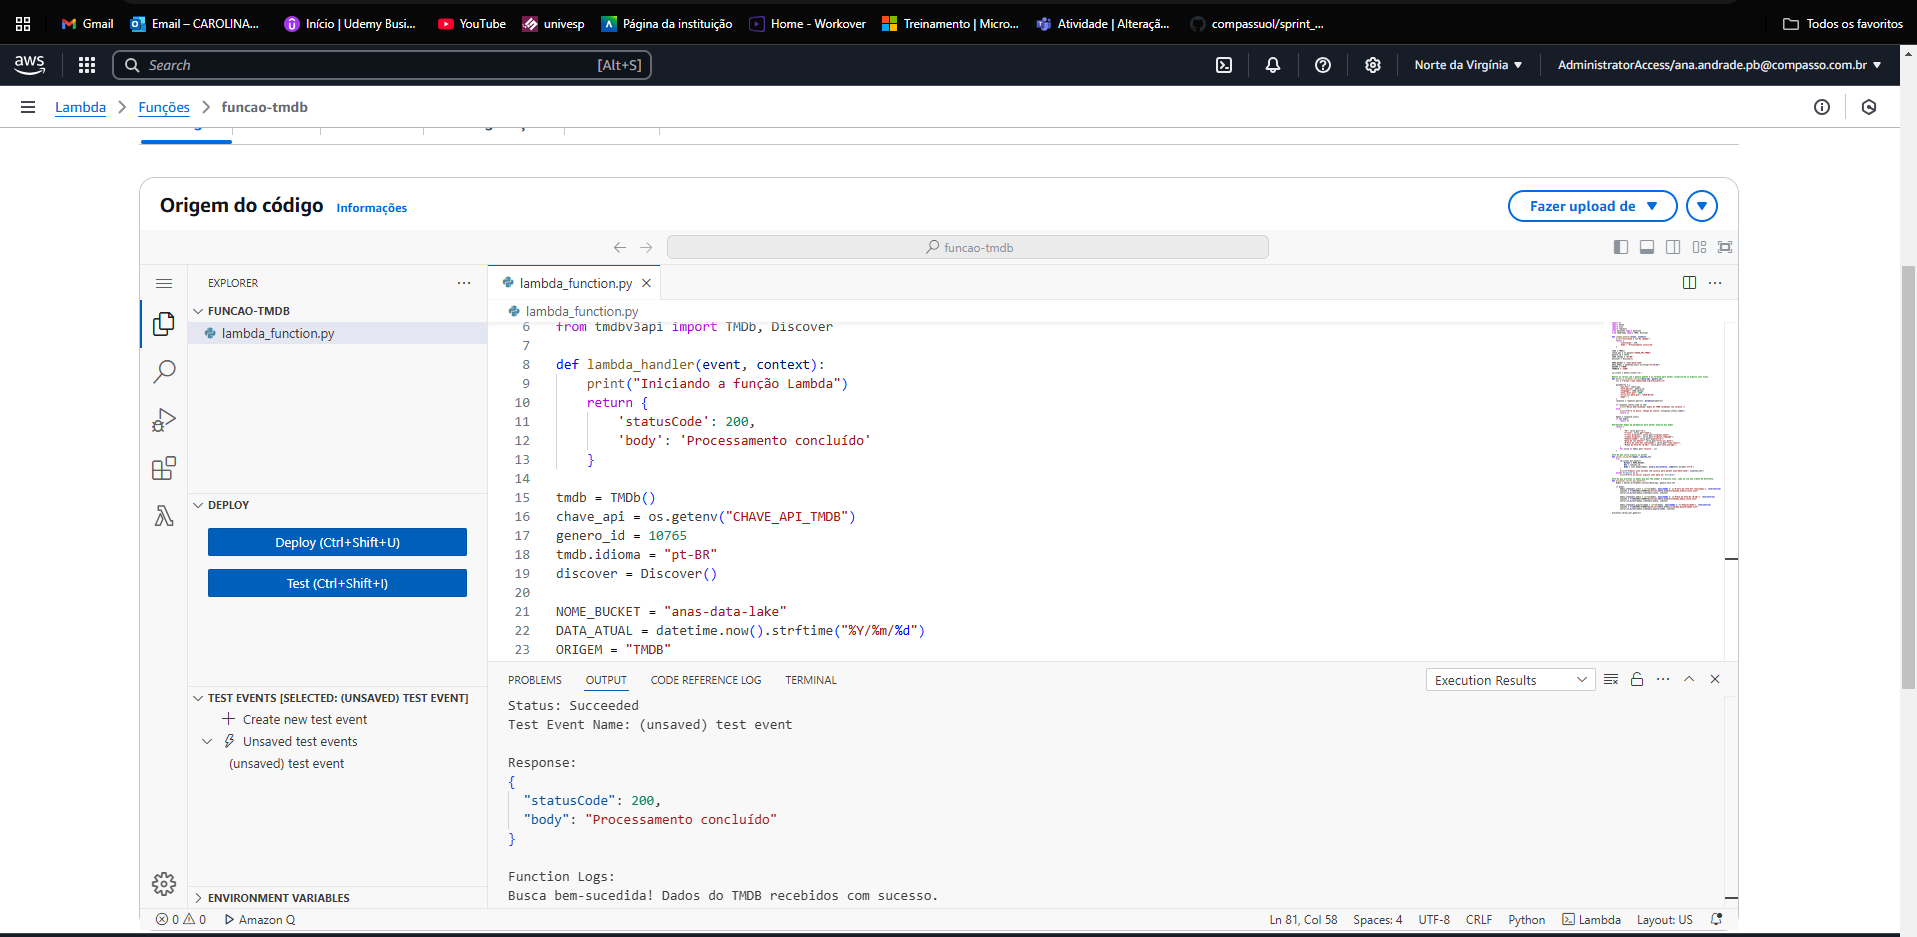 Gmail
Email – CAROLINA...
Início | Udemy Busi...
YouTube
univesp
Página da instituição
Home - Workover
Treinamento | Micro...
Atividade | Alteraçã...
compassuol/sprint_...
Todos os favoritos
aws
Search
[Alt+S]
Norte da Virgínia
AdministratorAccess/ana.andrade.pb@compasso.com.br
Lambda
Funções
funcao-tmdb
Origem do código
Informações
Fazer upload de
funcao-tmdb
EXPLORER
FUNCAO-TMDB
lambda_function.py
DEPLOY
Deploy (Ctrl+Shift+U)
Test (Ctrl+Shift+I)
TEST EVENTS [SELECTED: (UNSAVED) TEST EVENT]
Create new test event
Unsaved test events
(unsaved) test event
ENVIRONMENT VARIABLES
lambda_function.py
lambda_function.py
6 from tmdbv3api import TMDb, Discover
7
8 def lambda_handler(event, context):
9 print("Iniciando a função Lambda")
10 return {
11 'statusCode': 200,
12 'body': 'Processamento concluído'
13 }
14
15 tmdb = TMDb()
16 chave_api = os.getenv("CHAVE_API_TMDB")
17 genero_id = 10765
18 tmdb.idioma = "pt-BR"
19 discover = Discover()
20
21 NOME_BUCKET = "anas-data-lake"
22 DATA_ATUAL = datetime.now().strftime("%Y/%m/%d")
23 ORIGEM = "TMDB"
PROBLEMS
OUTPUT
CODE REFERENCE LOG
TERMINAL
Execution Results
Status: Succeeded
Test Event Name: (unsaved) test event
Response:
{
"statusCode": 200,
"body": "Processamento concluído"
}
Function Logs:
Busca bem-sucedida! Dados do TMDB recebidos com sucesso.
0 0
Amazon Q
Ln 81, Col 58
Spaces: 4
UTF-8
CRLF
Python
Lambda
Layout: US